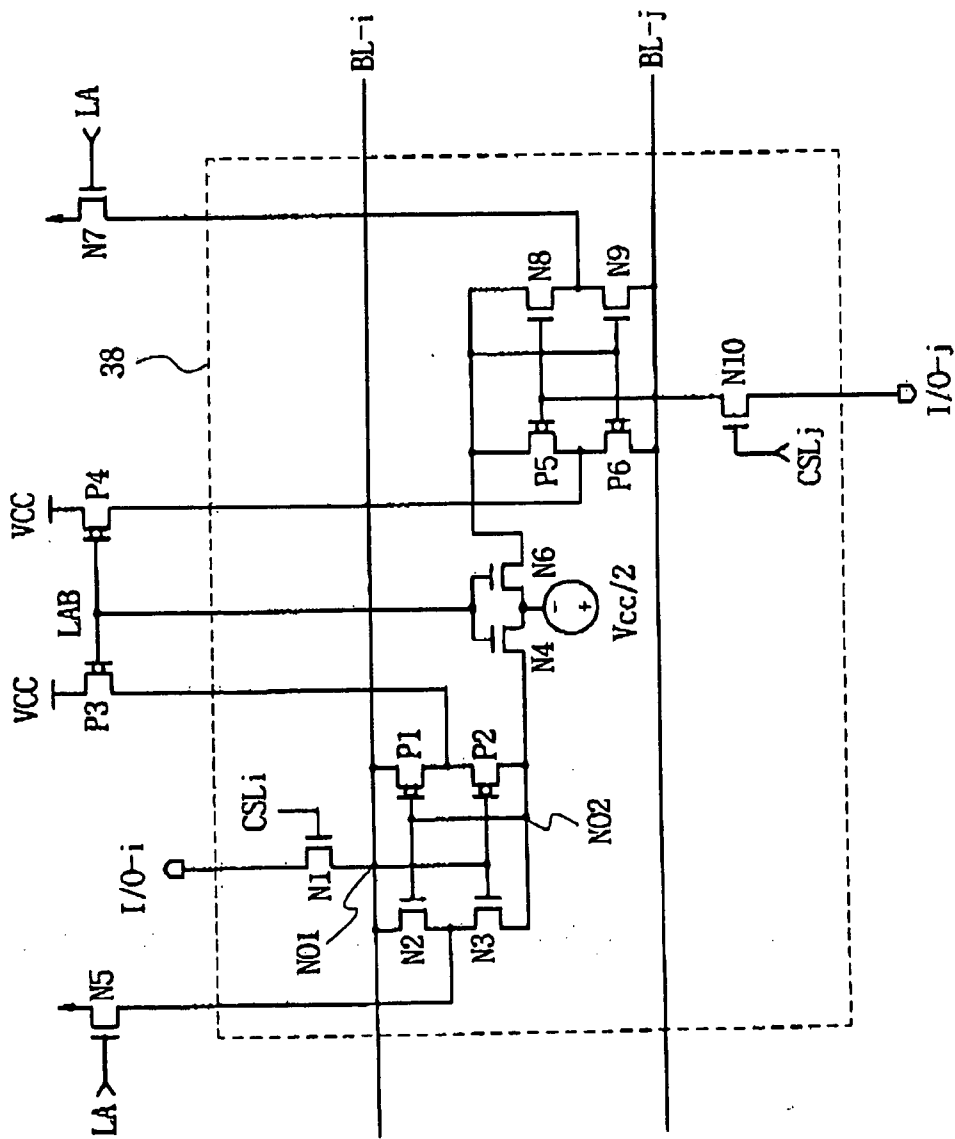 LA
N5
I/O-i
N1
CSLi
NO1
N2
N3
P1
P2
NO2
VCC
P3
LAB
VCC
P4
38
N7
LA
BL-i
N4
N6
Vcc/2
-
+
P5
P6
N8
N9
N10
CSLj
I/O-j
BL-j